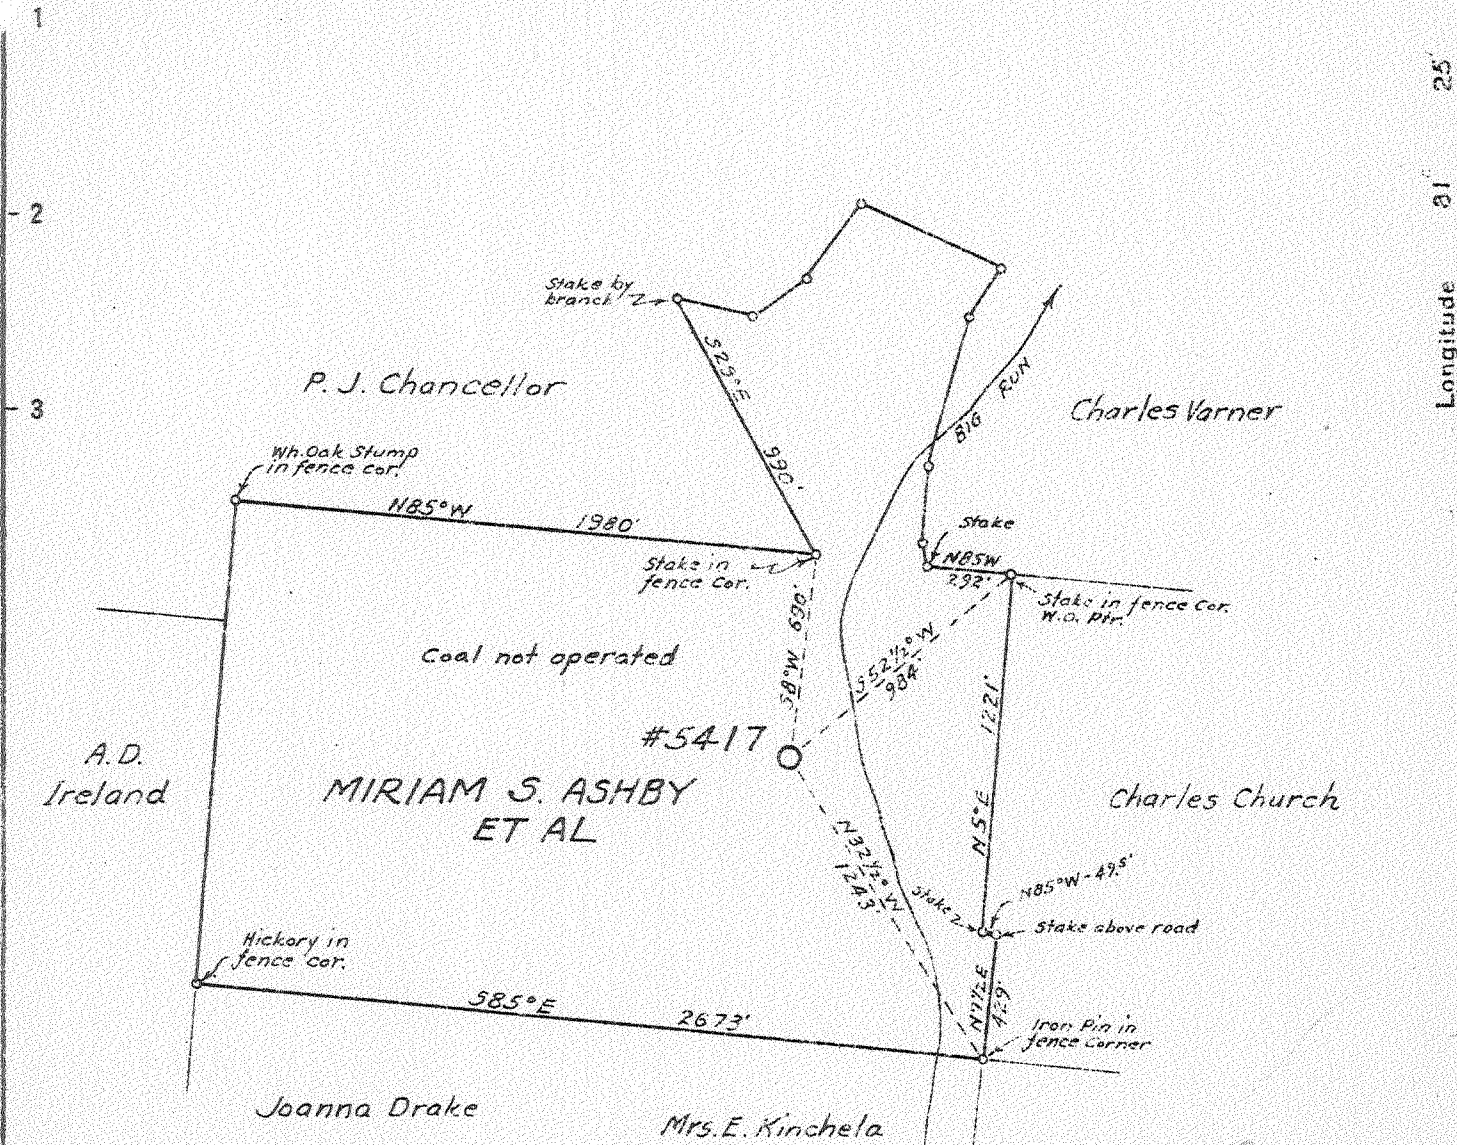 1
25'
- 2
81°
Longitude
Stake by
branch
S29°E
990'
P. J. Chancellor
- 3
BIG RUN
Charles Varner
Wh. Oak Stump
in fence cor.
N85°W 1980'
Stake
Stake in
fence Cor.
N85W
292'
Stake in fence Cor.
W.O. ptr.
S8°W 690'
Coal not operated
S52½°W
984'
1221'
N5°E
#5417
A.D.
Ireland
MIRIAM S. ASHBY
ET AL
Charles Church
N32½°W
1243'
N85°W-49.5'
Stake
Stake above road
Hickory in
fence cor.
S85°E 2673'
429'
Iron Pin in
fence Corner
Joanna Drake
Mrs. E. Kinchela